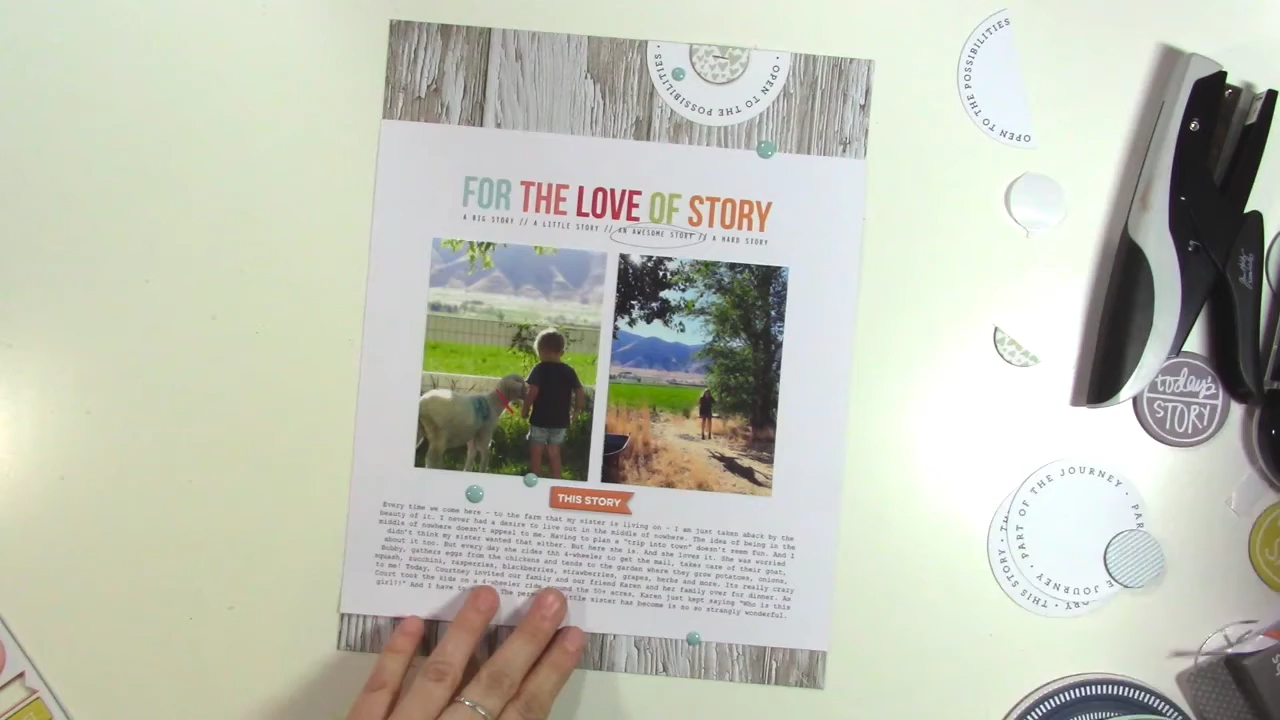 OPEN TO THE POSSIBILITIES
FOR THE LOVE OF STORY
A BIG STORY // A LITTLE STORY // AN AWESOME STORY // A HARD STORY
THIS STORY
Every time we come here - to the farm that my sister is living on - I am just taken aback by the
beauty of it. I never had a desire to live out in the middle of nowhere. The idea of being in the
middle of nowhere doesn't appeal to me. Having to plan a "trip into town" doesn't seem fun. And I
didn't think my sister wanted that either. But here she is. And she loves it. She was worried
about it too. But every day she rides thh 4-wheeler to get the mail, takes care of their goat,
Bobby, gathers eggs from the chickens and tends to the garden where they grow potatoes, onions,
squash, zucchini, rasperries, blackberries, strawberries, grapes, herbs and more. Its really crazy
to me! Today, Courtney invited our family and our friend Karen and her family over for dinner. As
Court took the kids on a 4-wheeler ride around the 50+ acres, Karen just kept saying "Who is this
girl!!" And I have to The little sister has become is so so strangly wonderful.
OPEN TO THE POSSIBILITIES
OPEN
today's
STORY
PART OF THE JOURNEY
PAR
THIS STORY